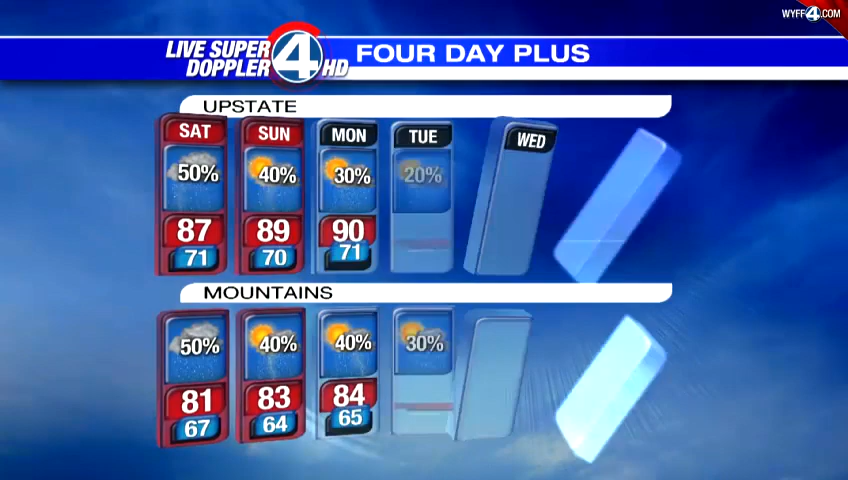 WYFF4.COM
LIVE SUPER
DOPPLER 4 HD
FOUR DAY PLUS
UPSTATE
SAT SUN MON TUE WED
50% 40% 30% 20%
87 89 90
71 70 71
MOUNTAINS
50% 40% 40% 30%
81 83 84
67 64 65